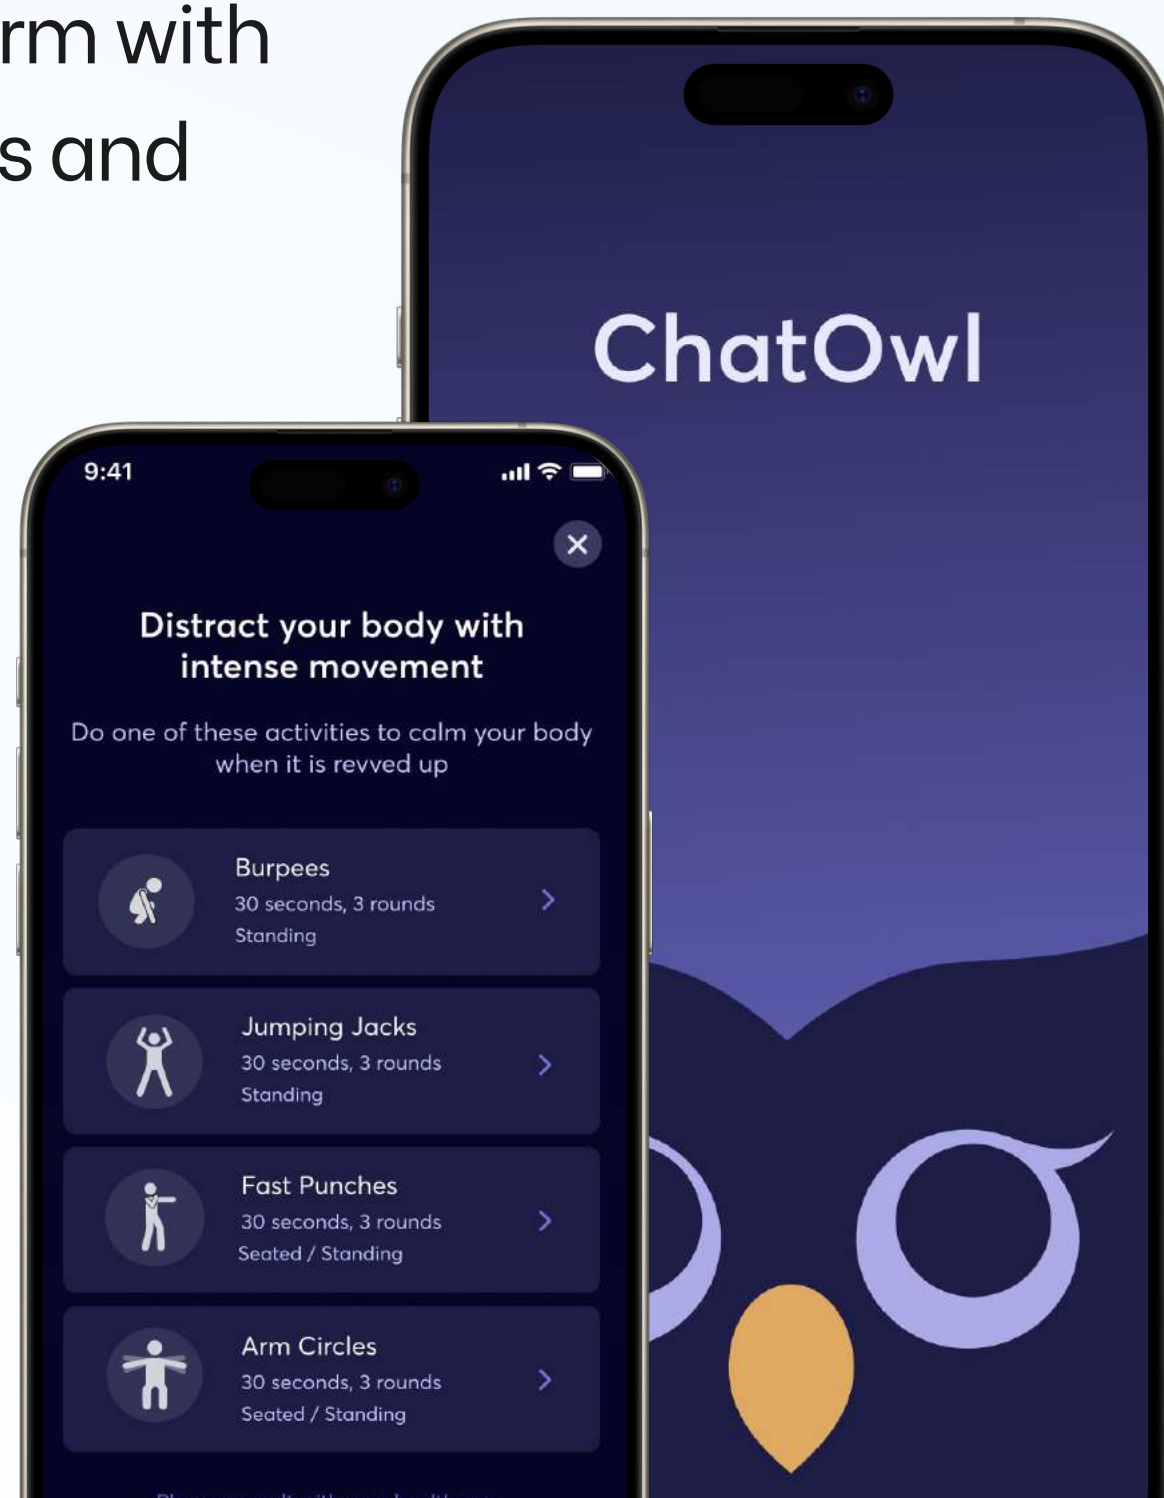 rm with
s and
ChatOwl
9:41
Distract your body with
intense movement
Do one of these activities to calm your body
when it is revved up
Burpees
30 seconds, 3 rounds
Standing
Jumping Jacks
30 seconds, 3 rounds
Standing
Fast Punches
30 seconds, 3 rounds
Seated / Standing
Arm Circles
30 seconds, 3 rounds
Seated / Standing